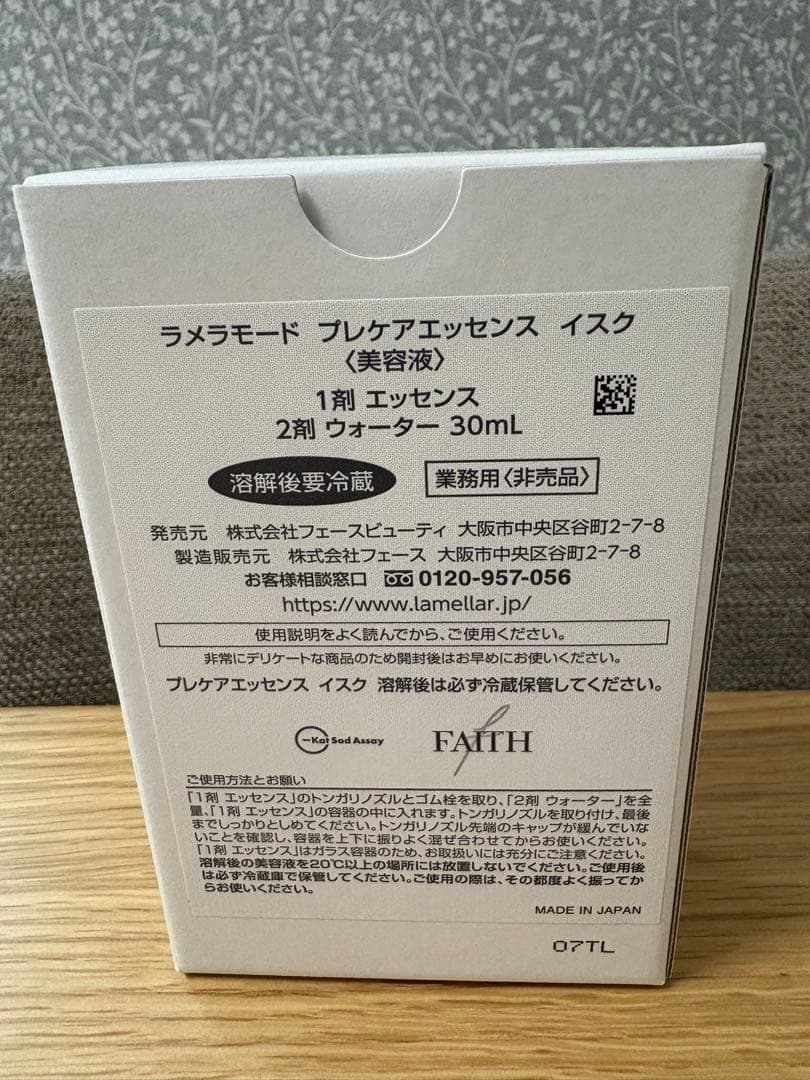 ラメラモード プレケアエッセンス イスク
〈美容液〉
1剤 エッセンス
2剤 ウォーター 30mL
溶解後要冷蔵
業務用〈非売品〉
発売元 株式会社フェースビューティ 大阪市中央区谷町2-7-8
製造販売元 株式会社フェース 大阪市中央区谷町2-7-8
お客様相談窓口 0120-957-056
https://www.lamellar.jp/
使用説明をよく読んでから、ご使用ください。
非常にデリケートな商品のため開封後はお早めにお使いください。
プレケアエッセンス イスク 溶解後は必ず冷蔵保管してください。
Kat Sod Assay
FAITH
ご使用方法とお願い
「1剤 エッセンス」のトンガリノズルとゴム栓を取り、「2剤 ウォーター」を全
量、「1剤 エッセンス」の容器の中に入れます。トンガリノズルを取り付け、最後
までしっかりとしめてください。トンガリノズル先端のキャップが緩んでいな
いことを確認し、容器を上下に振りよく混ぜ合わせてからお使いください。
「1剤 エッセンス」はガラス容器のため、お取扱いには充分にご注意ください。
溶解後の美容液を20℃以上の場所には放置しないでください。ご使用後
は必ず冷蔵庫で保管してください。ご使用の際は、その都度よく振ってか
らお使いください。
MADE IN JAPAN
07TL